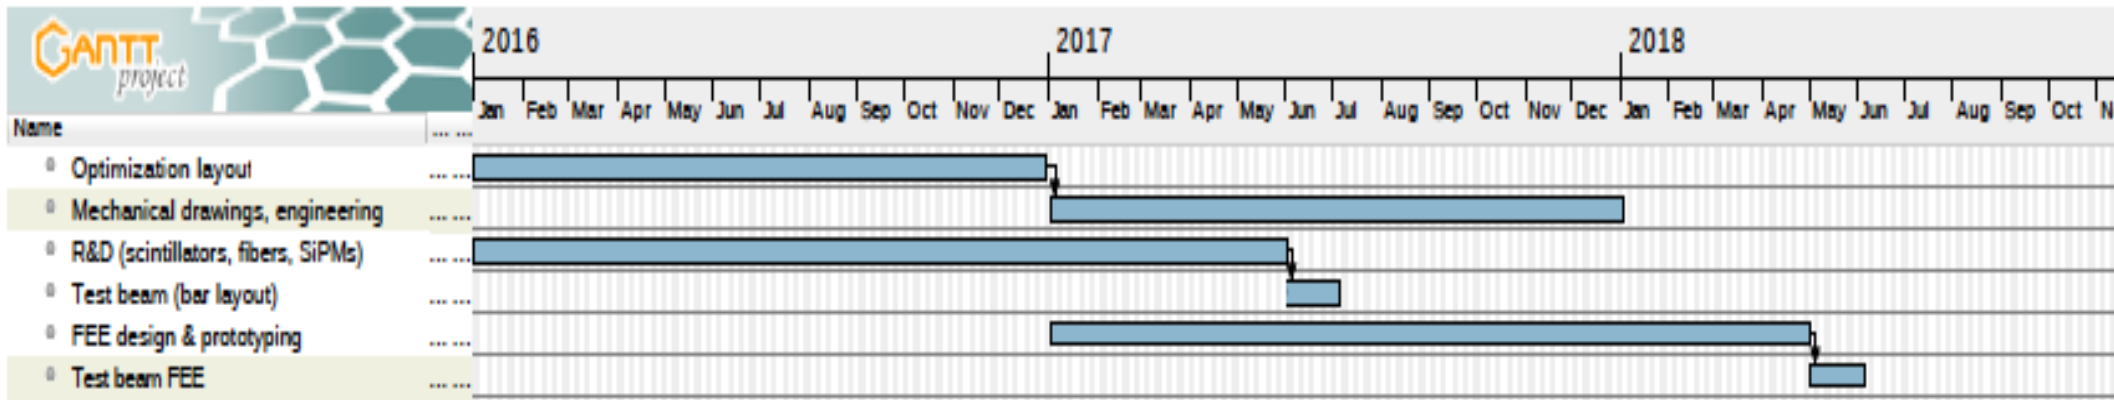 GANTT
project
2016 2017 2018
Jan Feb Mar Apr May Jun Jul Aug Sep Oct Nov Dec Jan Feb Mar Apr May Jun Jul Aug Sep Oct Nov Dec Jan Feb Mar Apr May Jun Jul Aug Sep Oct N
Name ... ...
Optimization layout ... ...
Mechanical drawings, engineering ... ...
R&D (scintillators, fibers, SiPMs) ... ...
Test beam (bar layout) ... ...
FEE design & prototyping ... ...
Test beam FEE ... ...